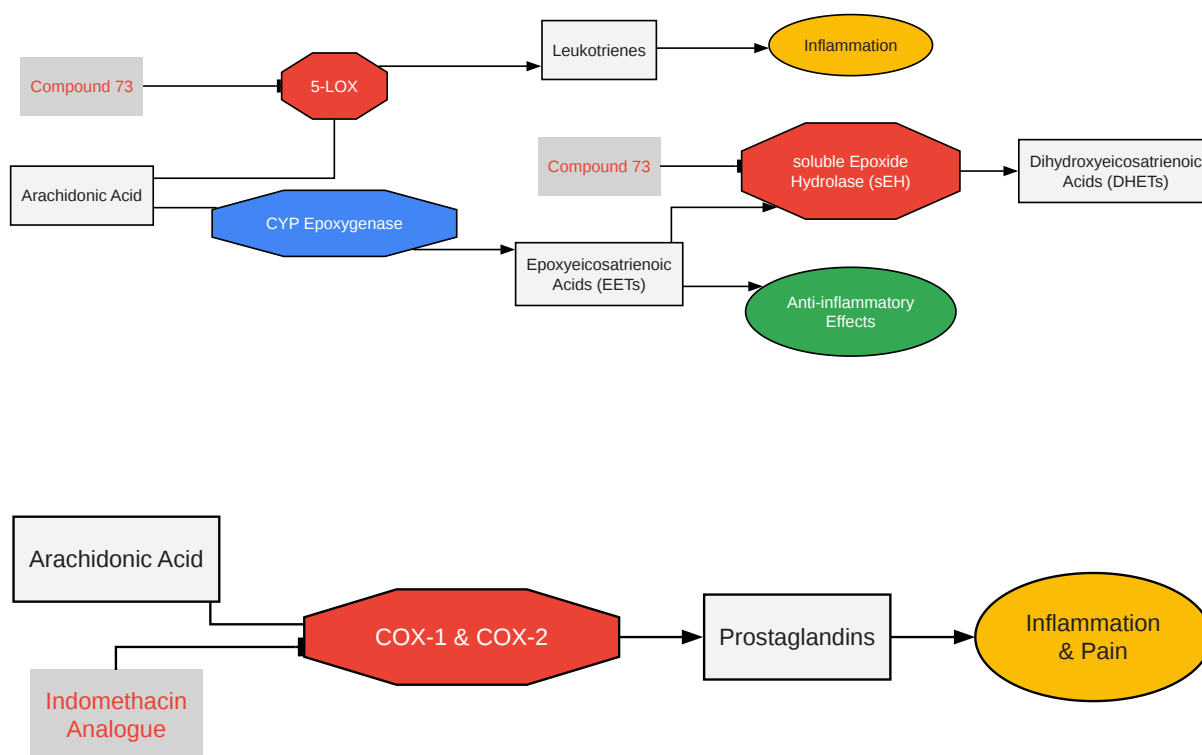 Leukotrienes
Inflammation
Compound 73
5-LOX
Compound 73
soluble Epoxide
Hydrolase (sEH)
Dihydroxyeicosatrienoic
Acids (DHETs)
Arachidonic Acid
CYP Epoxygenase
Epoxyeicosatrienoic
Acids (EETs)
Anti-inflammatory
Effects
Arachidonic Acid
COX-1 & COX-2
Prostaglandins
Inflammation
& Pain
Indomethacin
Analogue